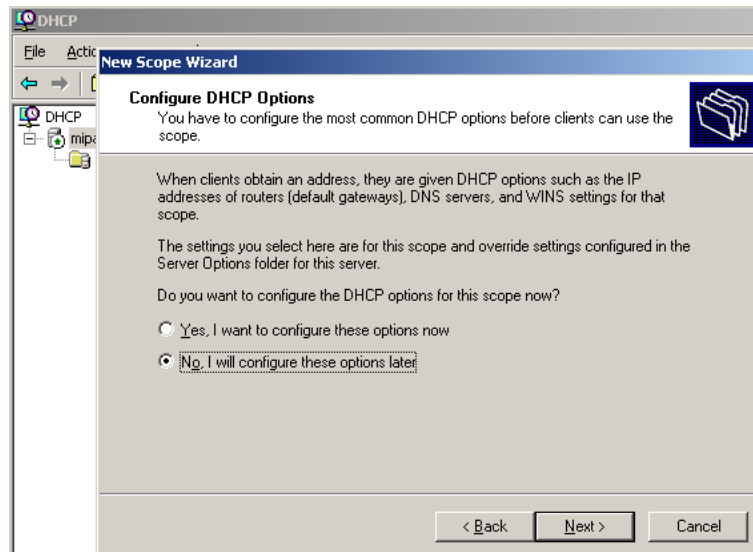 DHCP
File
New Scope Wizard
Configure DHCP Options
You have to configure the most common DHCP options before clients can use the
scope.
DHCP
When clients obtain an address, they are given DHCP options such as the IP
addresses of routers (default gateways), DNS servers, and WINS settings for that
scope.
The settings you select here are for this scope and override settings configured in the
Server Options folder for this server.
Do you want to configure the DHCP options for this scope now?
Yes, I want to configure these options now
No, I will configure these options later
< Back Next > Cancel